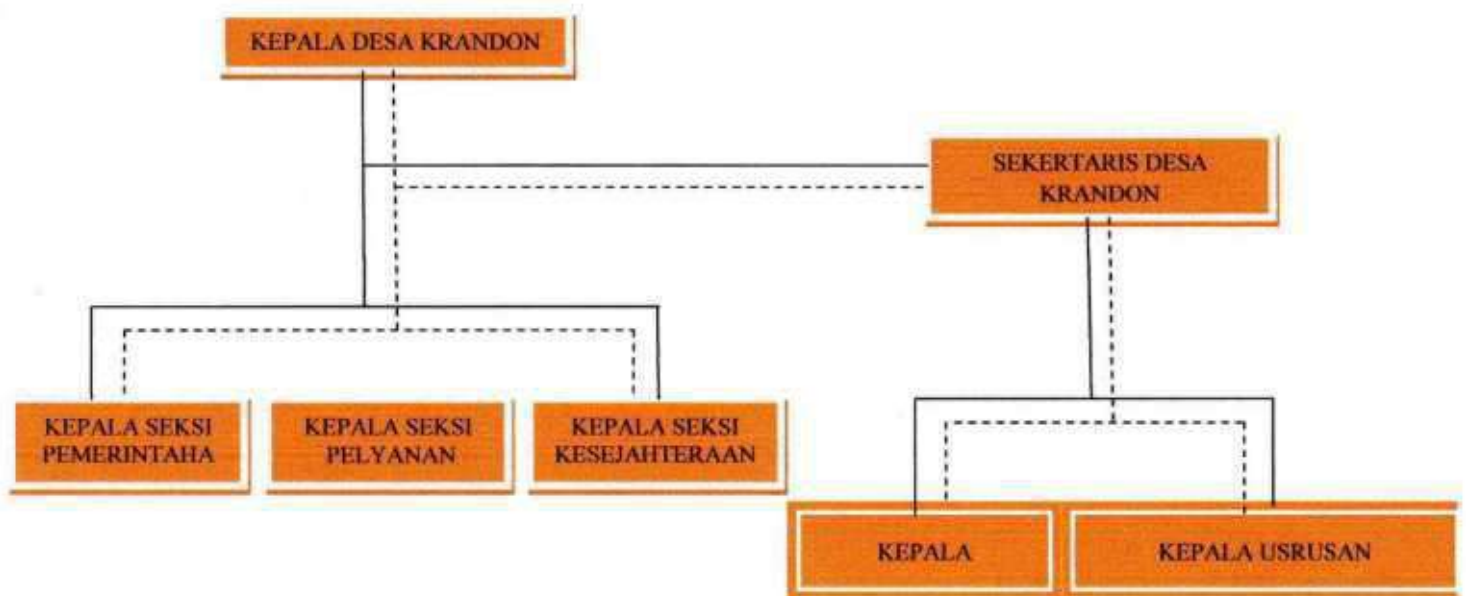 KEPALA DESA KRANDON
SEKERTARIS DESA
KRANDON
KEPALA SEKSI
PEMERINTAHA
KEPALA SEKSI
PELYANAN
KEPALA SEKSI
KESEJAHTERAAN
KEPALA
KEPALA USRUSAN